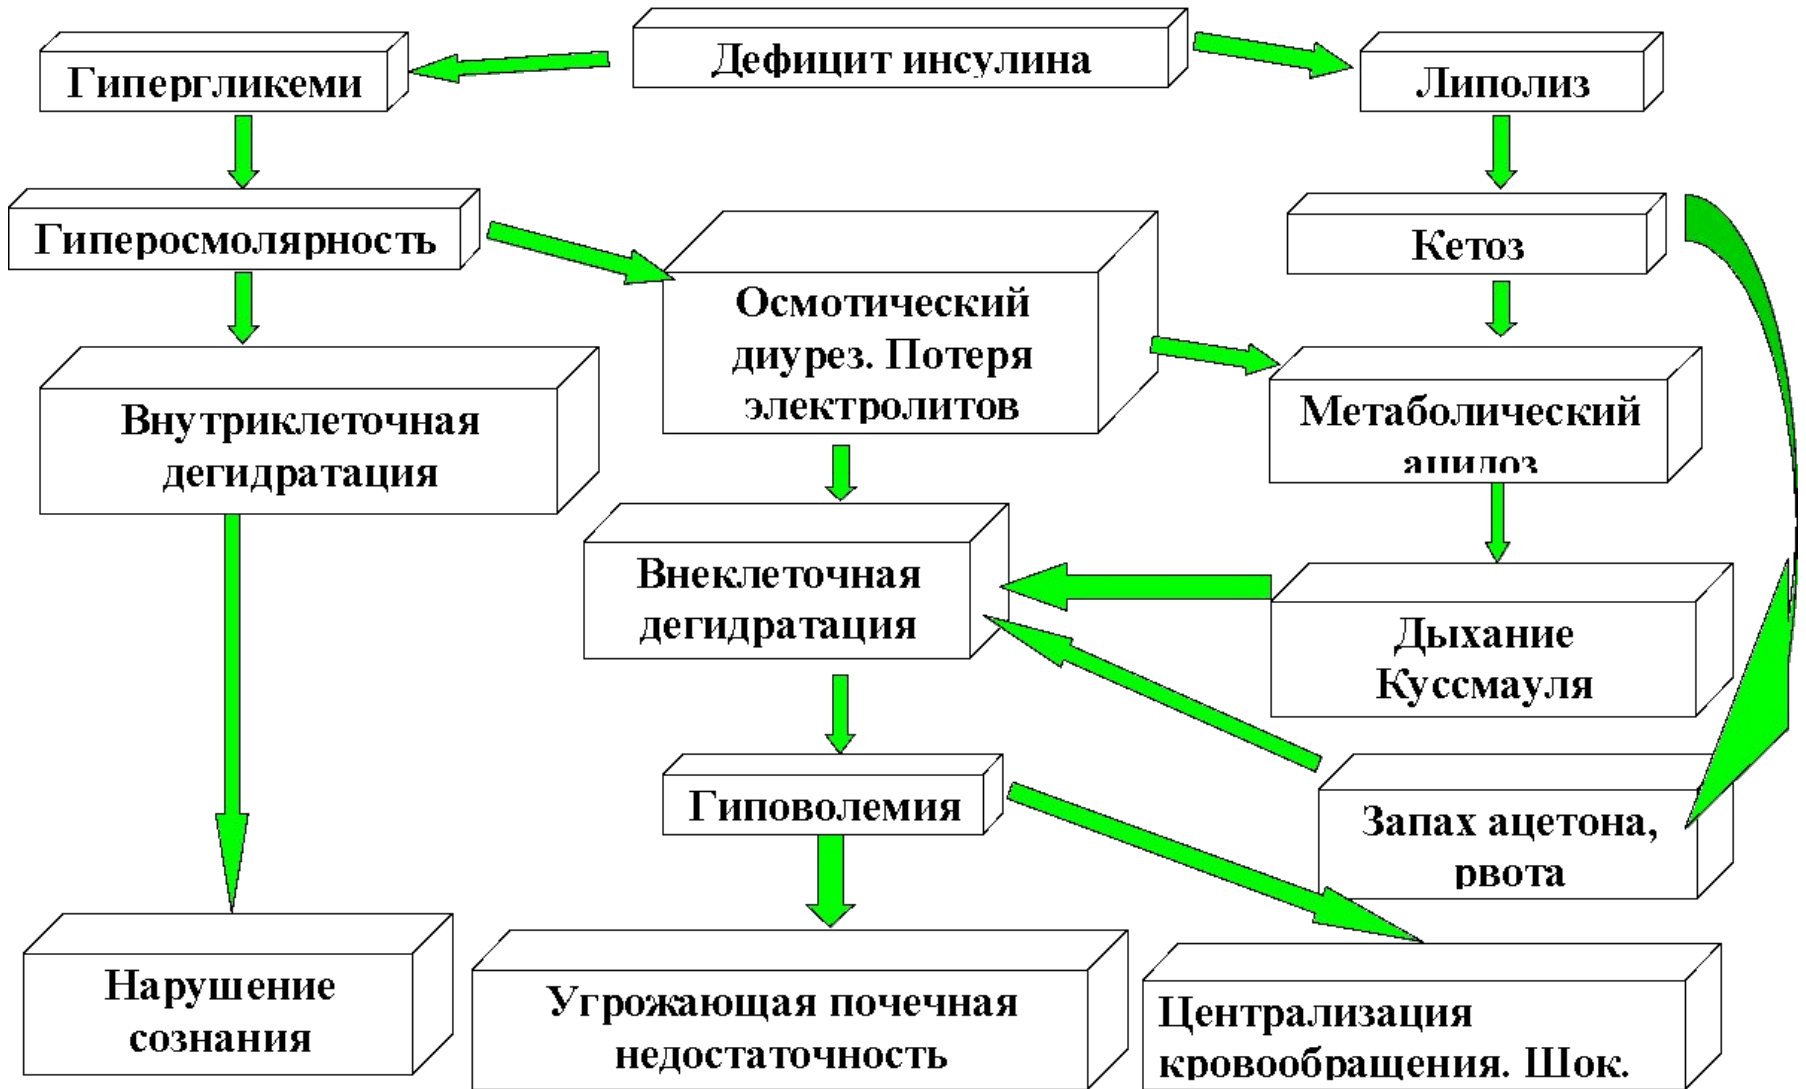 Дефицит инсулина
Гипергликеми
Липолиз
Гиперосмолярность
Кетоз
Осмотический
диурез. Потеря
электролитов
Внутриклеточная
дегидратация
Метаболический
ацидоз
Внеклеточная
дегидратация
Дыхание
Куссмауля
Гиповолемия
Запах ацетона,
рвота
Нарушение
сознания
Угрожающая почечная
недостаточность
Централизация
кровообращения. Шок.